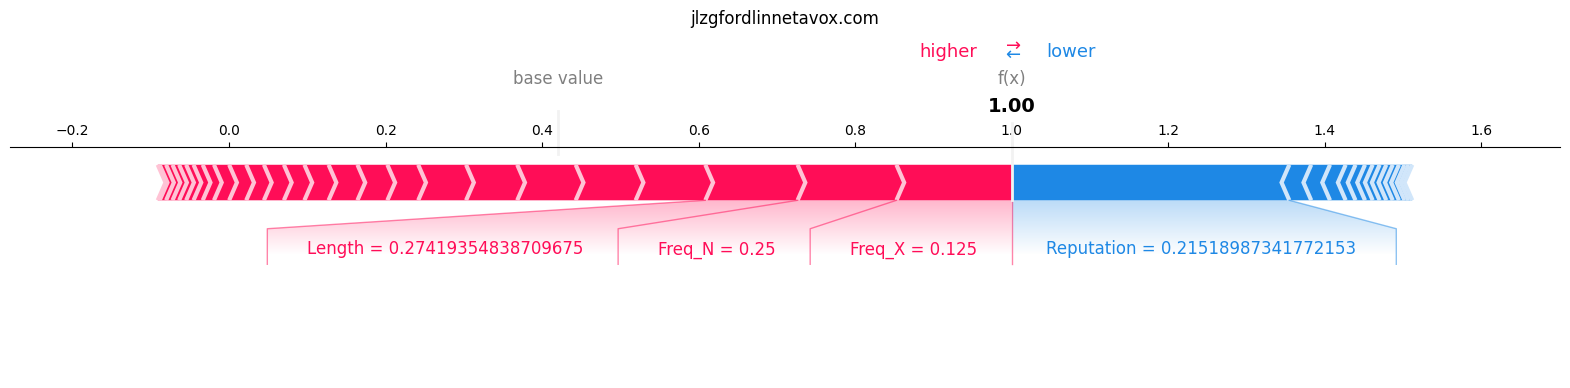 jlzgfordlinnetavox.com
higher ⇄ lower
base value f(x)
1.00
−0.2 0.0 0.2 0.4 0.6 0.8 1.0 1.2 1.4 1.6
Length = 0.27419354838709675 Freq_N = 0.25 Freq_X = 0.125 Reputation = 0.21518987341772153